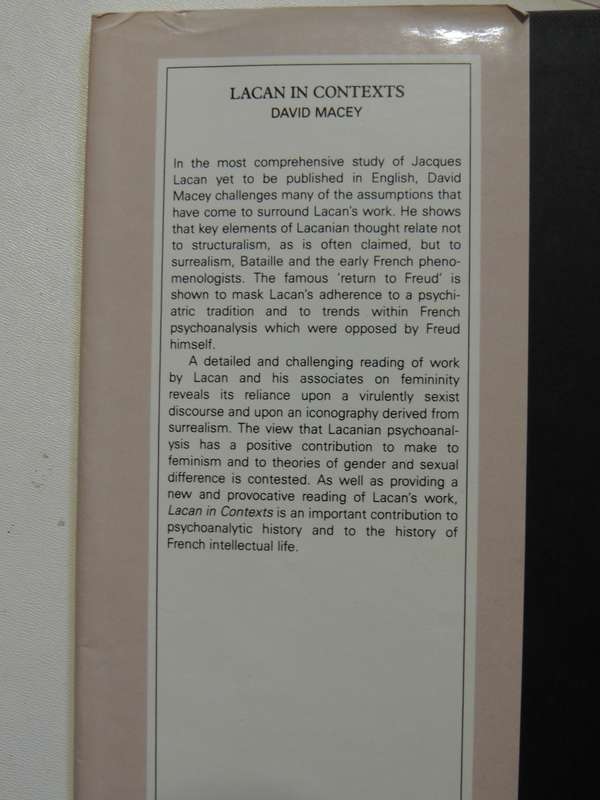 LACAN IN CONTEXTS
DAVID MACEY
In the most comprehensive study of Jacques
Lacan yet to be published in English, David
Macey challenges many of the assumptions that
have come to surround Lacan's work. He shows
that key elements of Lacanian thought relate not
to structuralism, as is often claimed, but to
surrealism, Bataille and the early French pheno-
menologists. The famous 'return to Freud' is
shown to mask Lacan's adherence to a psychi-
atric tradition and to trends within French
psychoanalysis which were opposed by Freud
himself.
A detailed and challenging reading of work
by Lacan and his associates on femininity
reveals its reliance upon a virulently sexist
discourse and upon an iconography derived from
surrealism. The view that Lacanian psychoanal-
ysis has a positive contribution to make to
feminism and to theories of gender and sexual
difference is contested. As well as providing a
new and provocative reading of Lacan's work,
Lacan in Contexts is an important contribution to
psychoanalytic history and to the history of
French intellectual life.